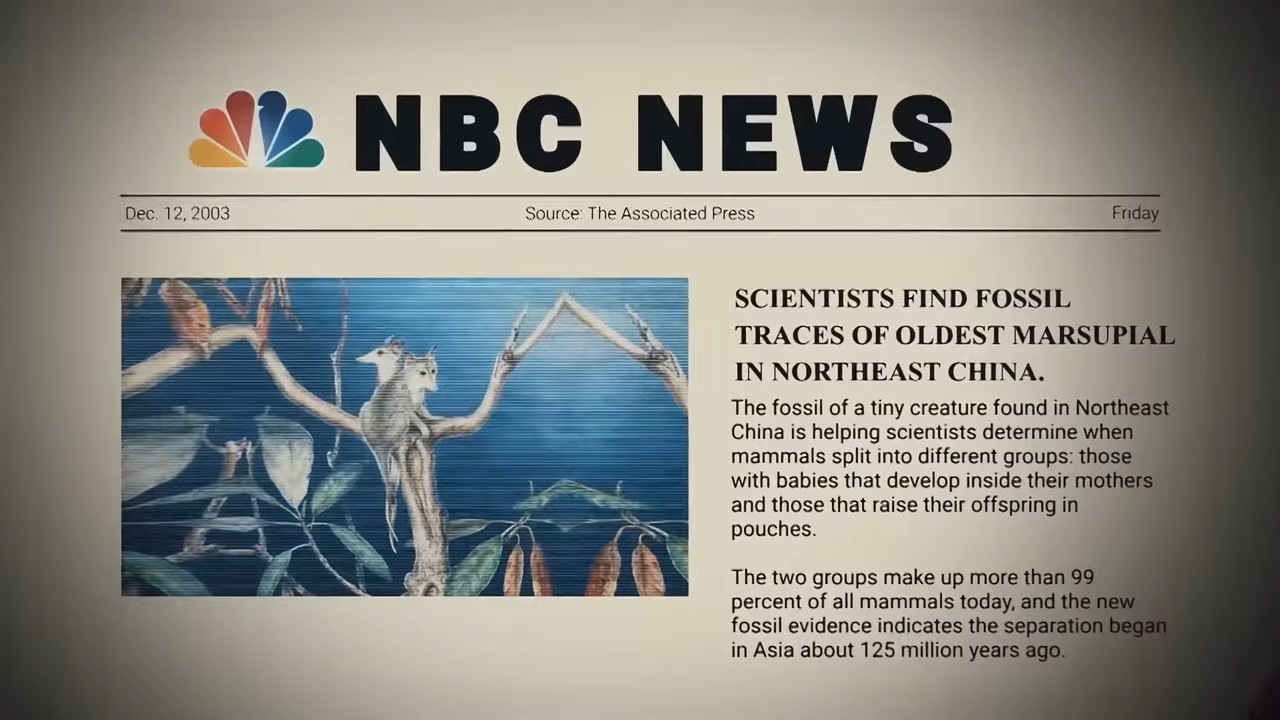 NBC NEWS
Dec. 12, 2003
Source: The Associated Press
Friday
SCIENTISTS FIND FOSSIL
TRACES OF OLDEST MARSUPIAL
IN NORTHEAST CHINA.
The fossil of a tiny creature found in Northeast
China is helping scientists determine when
mammals split into different groups: those
with babies that develop inside their mothers
and those that raise their offspring in
pouches.
The two groups make up more than 99
percent of all mammals today, and the new
fossil evidence indicates the separation began
in Asia about 125 million years ago.